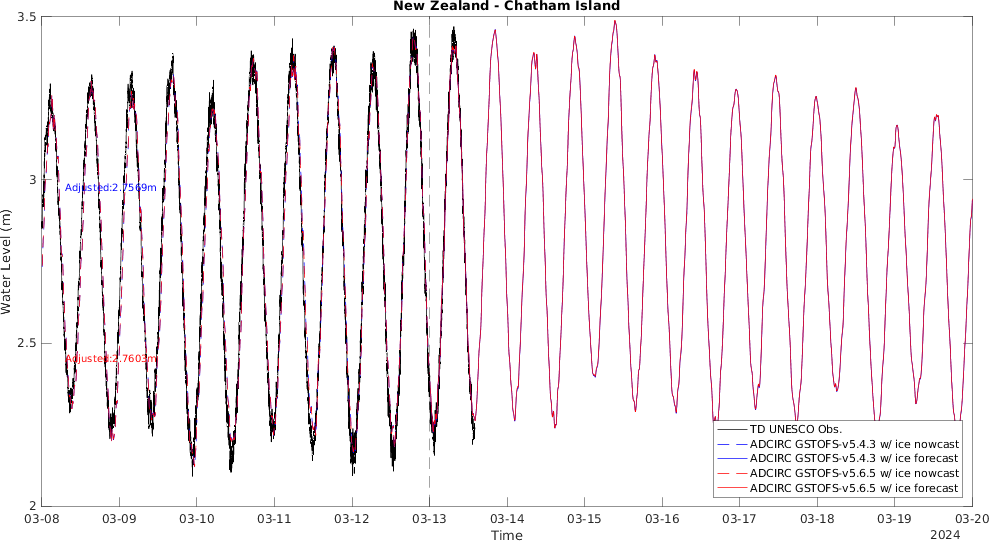 New Zealand - Chatham Island
3.5
3
2.5
2
Water Level (m)
Adjusted:2.7569m
Adjusted:2.7603m
TD UNESCO Obs.
ADCIRC GSTOFS-v5.4.3 w/ ice nowcast
ADCIRC GSTOFS-v5.4.3 w/ ice forecast
ADCIRC GSTOFS-v5.6.5 w/ ice nowcast
ADCIRC GSTOFS-v5.6.5 w/ ice forecast
03-08 03-09 03-10 03-11 03-12 03-13 03-14 03-15 03-16 03-17 03-18 03-19 03-20
Time
2024